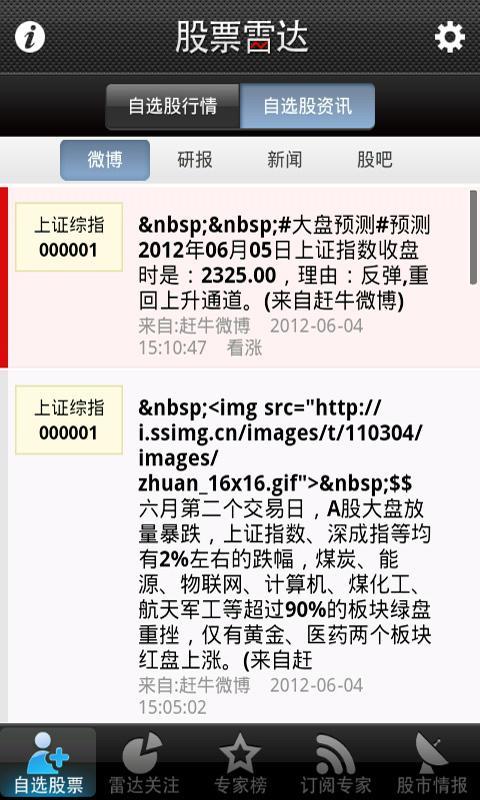 股票雷达
自选股行情 自选股资讯
微博 研报 新闻 股吧
上证综指
000001
&nbsp;&nbsp;#大盘预测#预测
2012年06月05日上证指数收盘
时是：2325.00，理由：反弹,重
回上升通道。(来自赶牛微博)
来自:赶牛微博 2012-06-04
15:10:47 看涨
上证综指
000001
&nbsp;<img src="http://
i.ssimg.cn/images/t/110304/
images/
zhuan_16x16.gif">&nbsp;$$
六月第二个交易日，A股大盘放
量暴跌，上证指数、深成指等均
有2%左右的跌幅，煤炭、能
源、物联网、计算机、煤化工、
航天军工等超过90%的板块绿盘
重挫，仅有黄金、医药两个板块
红盘上涨。(来自赶
来自:赶牛微博 2012-06-04
15:05:02
自选股票 雷达关注 专家榜 订阅专家 股市情报